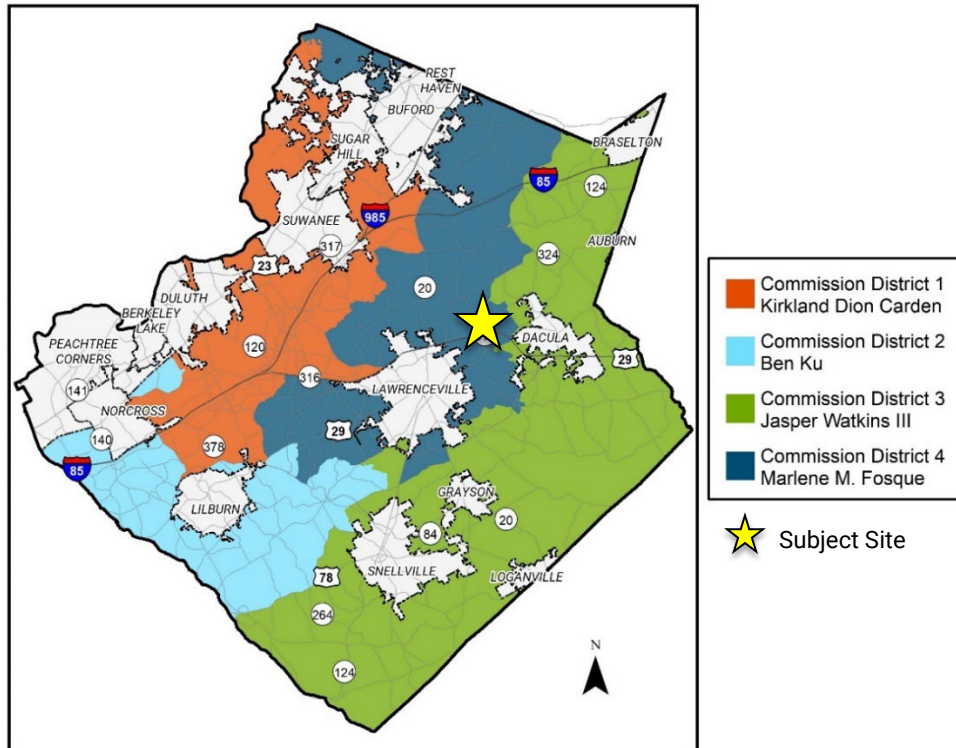 REST
HAVEN
BUFORD
SUGAR
HILL
BRASELTON
85
124
SUWANEE
985
317
AUBURN
324
23
20
DULUTH
BERKELEY
LAKE
DACULA
PEACHTREE
CORNERS
120
29
316
141
LAWRENCEVILLE
NORCROSS
29
140
378
85
GRAYSON
LILBURN
20
84
SNELLVILLE
78
LOGANVILLE
264
124
N
Commission District 1
Kirkland Dion Carden
Commission District 2
Ben Ku
Commission District 3
Jasper Watkins III
Commission District 4
Marlene M. Fosque
Subject Site